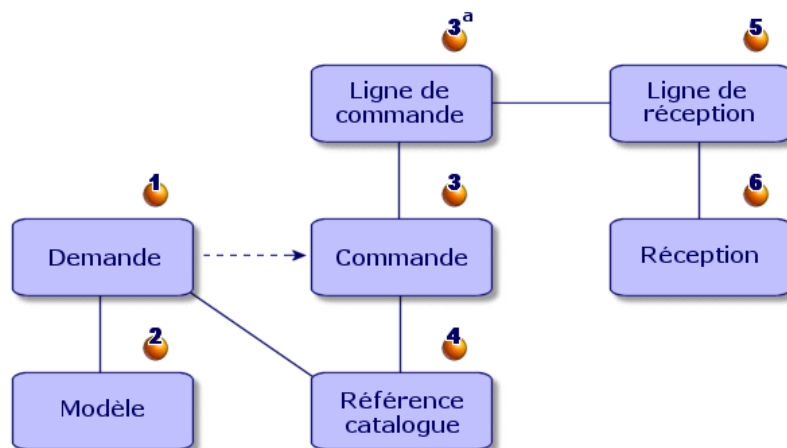 3a
5
Ligne de
commande
Ligne de
réception
1
3
6
Demande
Commande
Réception
2
4
Modèle
Référence
catalogue